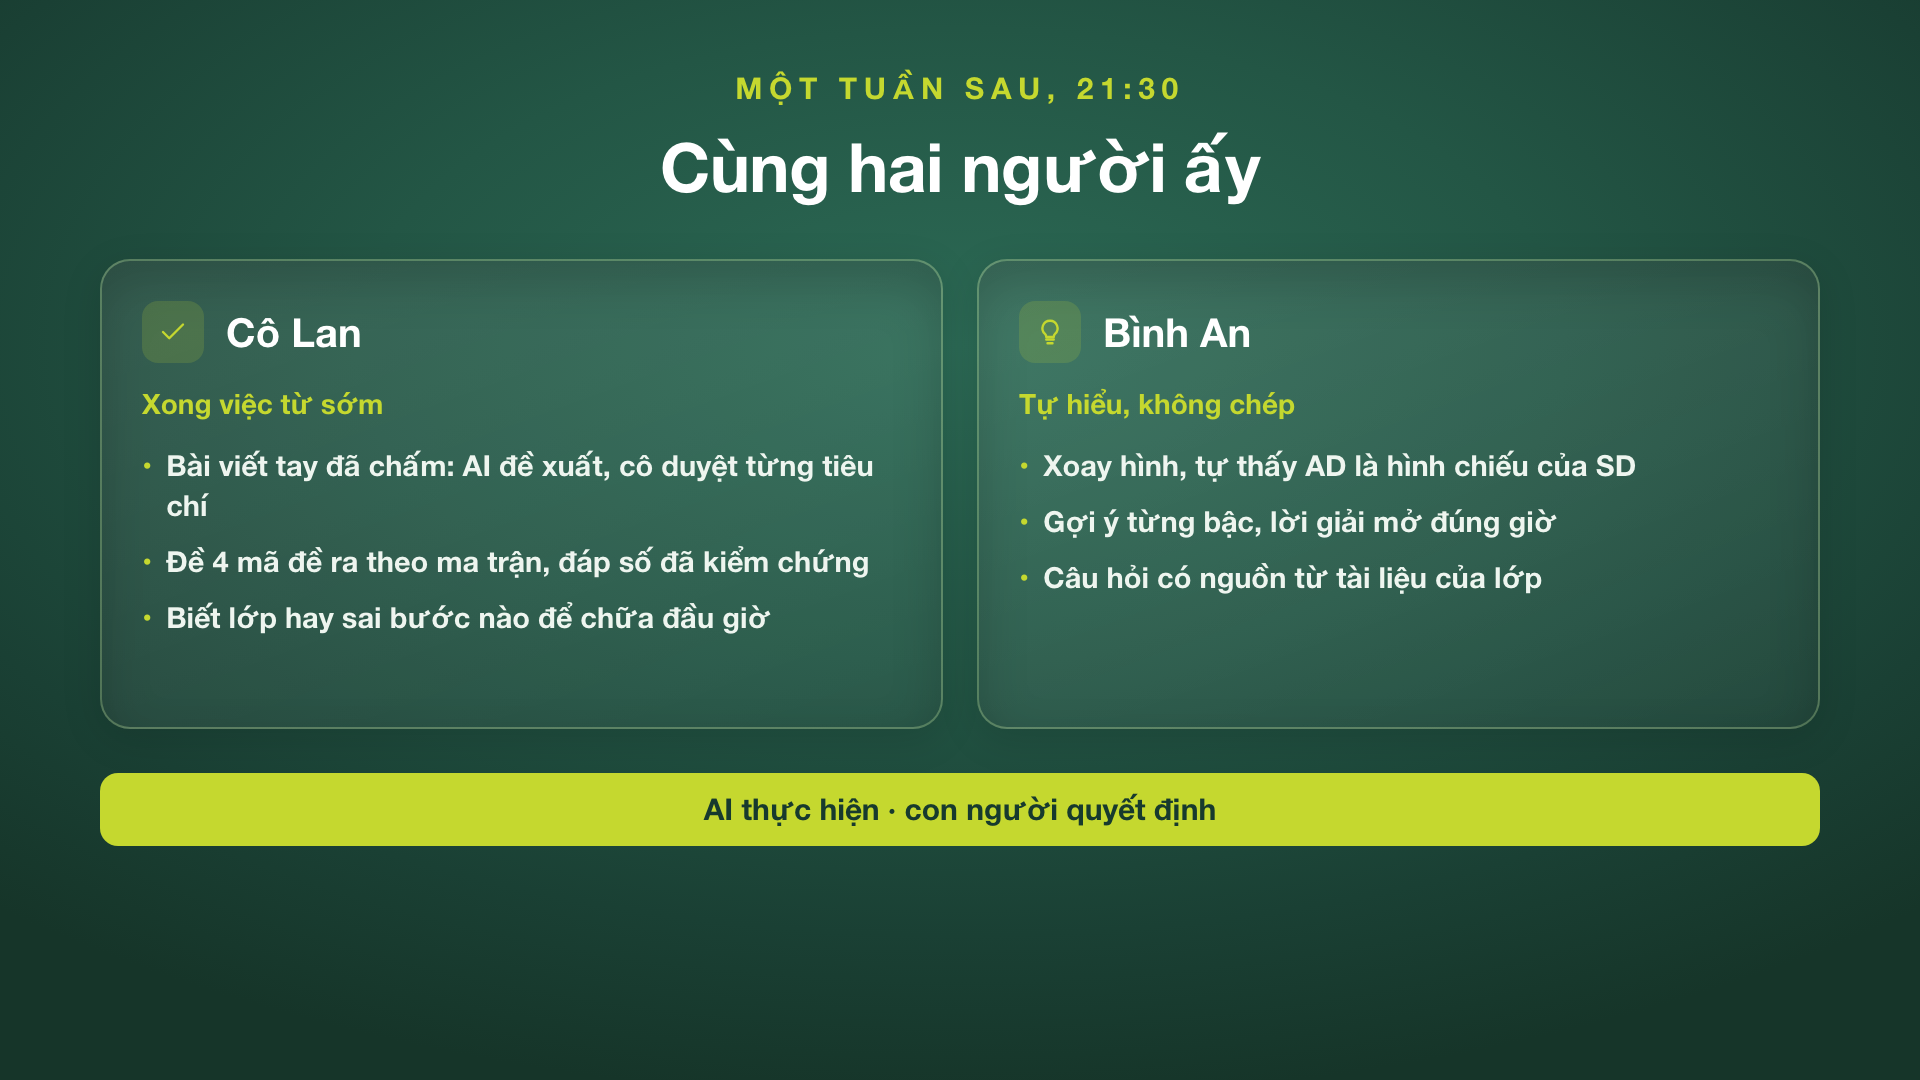 MỘT TUẦN SAU, 21:30
Cùng hai người ấy
Cô Lan
Xong việc từ sớm
• Bài viết tay đã chấm: AI đề xuất, cô duyệt từng tiêu
chí
• Đề 4 mã đề ra theo ma trận, đáp số đã kiểm chứng
• Biết lớp hay sai bước nào để chữa đầu giờ
Bình An
Tự hiểu, không chép
• Xoay hình, tự thấy AD là hình chiếu của SD
• Gợi ý từng bậc, lời giải mở đúng giờ
• Câu hỏi có nguồn từ tài liệu của lớp
AI thực hiện · con người quyết định